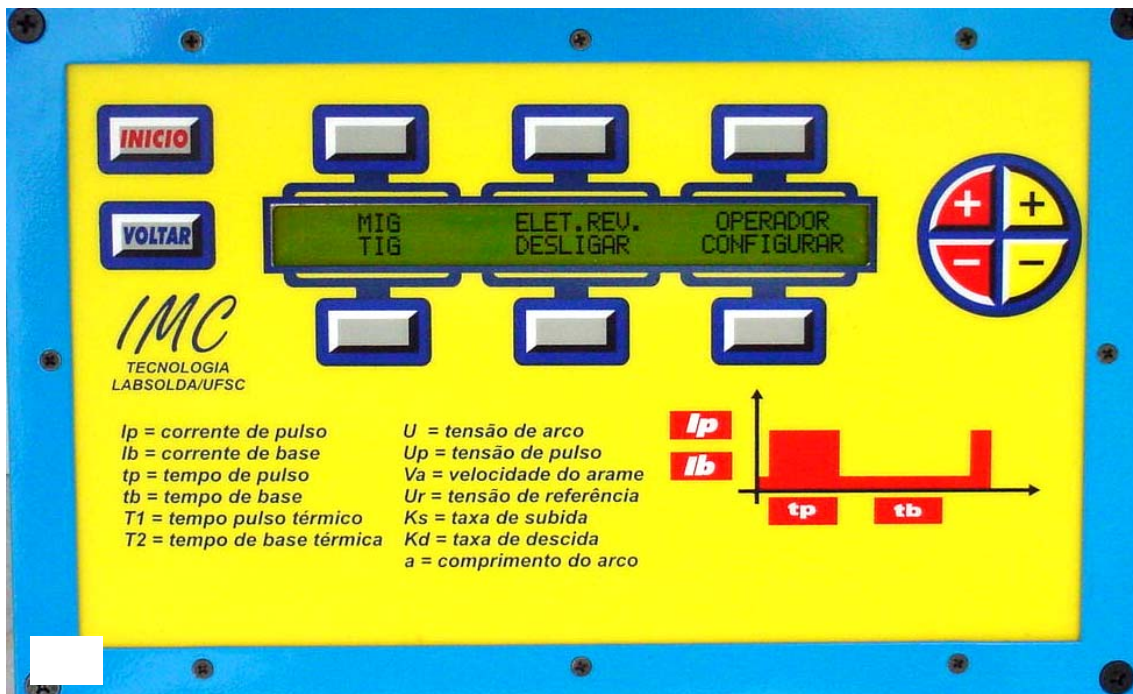 INICIO
VOLTAR
MIG ELET.REV. OPERADOR
TIG DESLIGAR CONFIGURAR
+ +
- -
IMC
TECNOLOGIA
LABSOLDA/UFSC
Ip = corrente de pulso
Ib = corrente de base
tp = tempo de pulso
tb = tempo de base
T1 = tempo pulso térmico
T2 = tempo de base térmica
U = tensão de arco
Up = tensão de pulso
Va = velocidade do arame
Ur = tensão de referência
Ks = taxa de subida
Kd = taxa de descida
a = comprimento do arco
Ip
Ib
tp tb